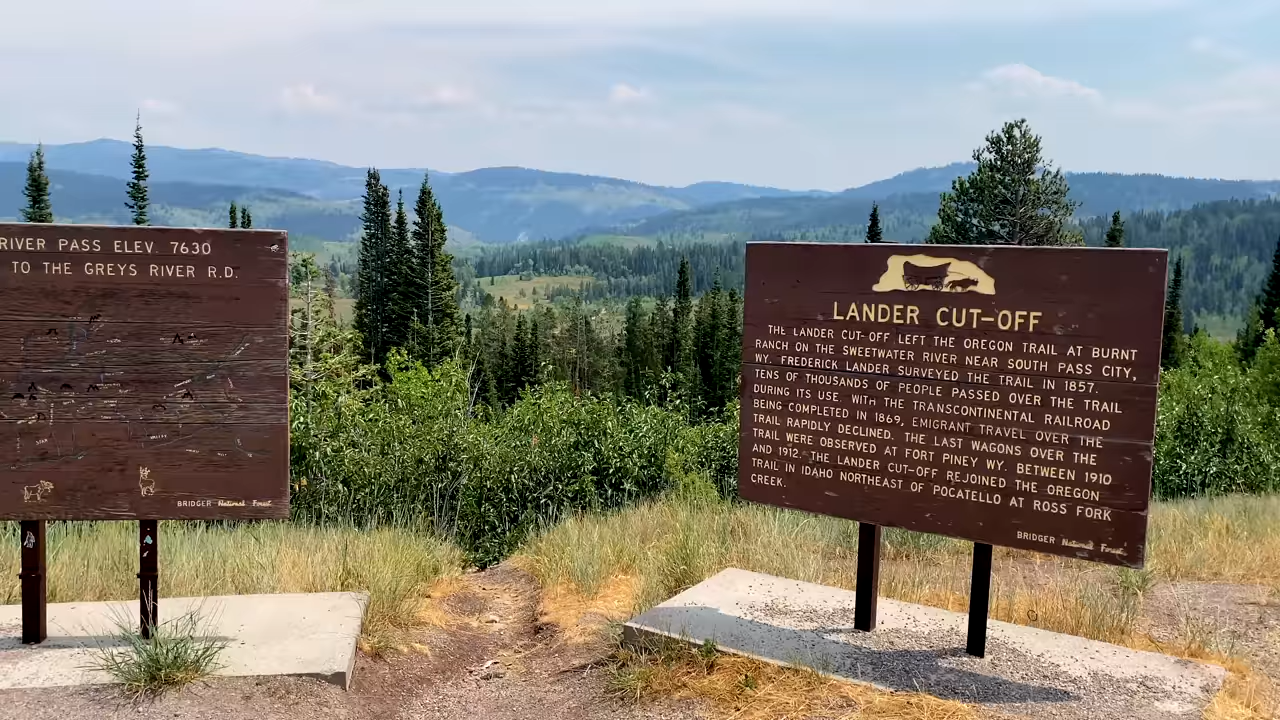 RIVER PASS ELEV. 7630
TO THE GREYS RIVER R.D.
BRIDGER National Forest
LANDER CUT-OFF
THE LANDER CUT-OFF LEFT THE OREGON TRAIL AT BURNT
RANCH ON THE SWEETWATER RIVER NEAR SOUTH PASS CITY,
WY. FREDERICK LANDER SURVEYED THE TRAIL IN 1857.
TENS OF THOUSANDS OF PEOPLE PASSED OVER THE TRAIL
DURING ITS USE. WITH THE TRANSCONTINENTAL RAILROAD
BEING COMPLETED IN 1869, EMIGRANT TRAVEL OVER THE
TRAIL RAPIDLY DECLINED. THE LAST WAGONS OVER THE
TRAIL WERE OBSERVED AT FORT PINEY WY. BETWEEN 1910
AND 1912. THE LANDER CUT-OFF REJOINED THE OREGON
TRAIL IN IDAHO NORTHEAST OF POCATELLO AT ROSS FORK
CREEK.
BRIDGER National Forest